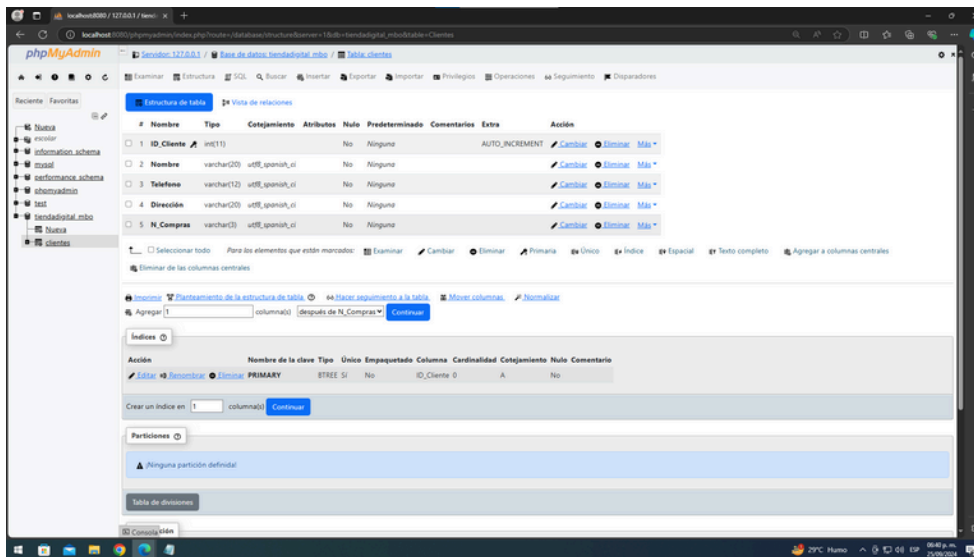 localhost:8080 / 127.0.0.1 / tiend
localhost:8080/phpmyadmin/index.php?route=/database/structure&server=1&db=tiendadigital_mbo&table=Clientes
phpMyAdmin
Reciente Favoritas
Nueva
escolar
information_schema
mysql
performance_schema
phpmyadmin
test
tiendadigital_mbo
Nueva
clientes
Servidor: 127.0.0.1 / Base de datos: tiendadigital_mbo / Tabla: clientes
Examinar Estructura SQL Buscar Insertar Exportar Importar Privilegios Operaciones Seguimiento Disparadores
Estructura de tabla Vista de relaciones
# Nombre Tipo Cotejamiento Atributos Nulo Predeterminado Comentarios Extra Acción
1 ID_Cliente int(11) No Ninguna AUTO_INCREMENT Cambiar Eliminar Más
2 Nombre varchar(20) utf8_spanish_ci No Ninguna Cambiar Eliminar Más
3 Telefono varchar(12) utf8_spanish_ci No Ninguna Cambiar Eliminar Más
4 Dirección varchar(20) utf8_spanish_ci No Ninguna Cambiar Eliminar Más
5 N_Compras varchar(3) utf8_spanish_ci No Ninguna Cambiar Eliminar Más
Seleccionar todo Para los elementos que están marcados: Examinar Cambiar Eliminar Primaria Único Índice Espacial Texto completo Agregar a columnas centrales
Eliminar de las columnas centrales
Imprimir Planteamiento de la estructura de tabla Hacer seguimiento a la tabla Mover columnas Normalizar
Agregar 1 columna(s) después de N_Compras Continuar
Índices
Acción Nombre de la clave Tipo Único Empaquetado Columna Cardinalidad Cotejamiento Nulo Comentario
Editar Renombrar Eliminar PRIMARY BTREE Sí No ID_Cliente 0 A No
Crear un índice en 1 columna(s) Continuar
Particiones
¡Ninguna partición definida!
Tabla de divisiones
Consola ción
29°C Humo ESP 06:40 p. m.
25/09/2024